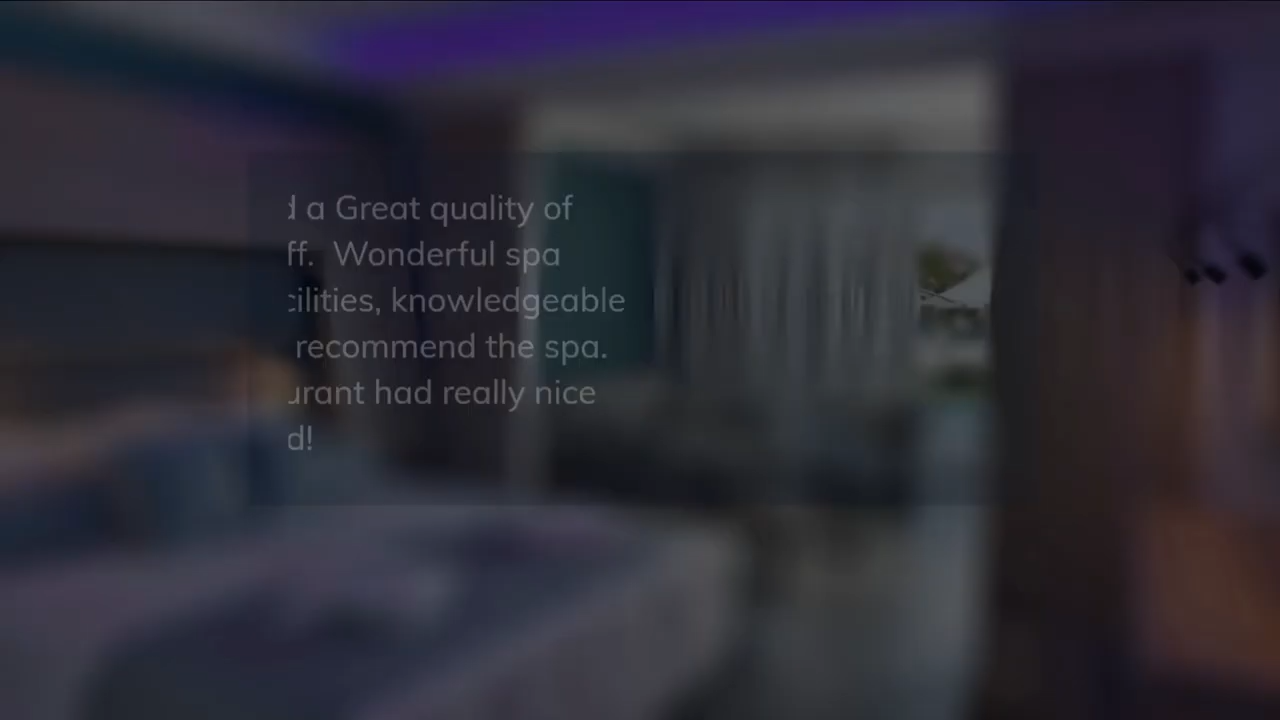 a Great quality of
Wonderful spa
knowledgeable
recommend the spa.
had really nice